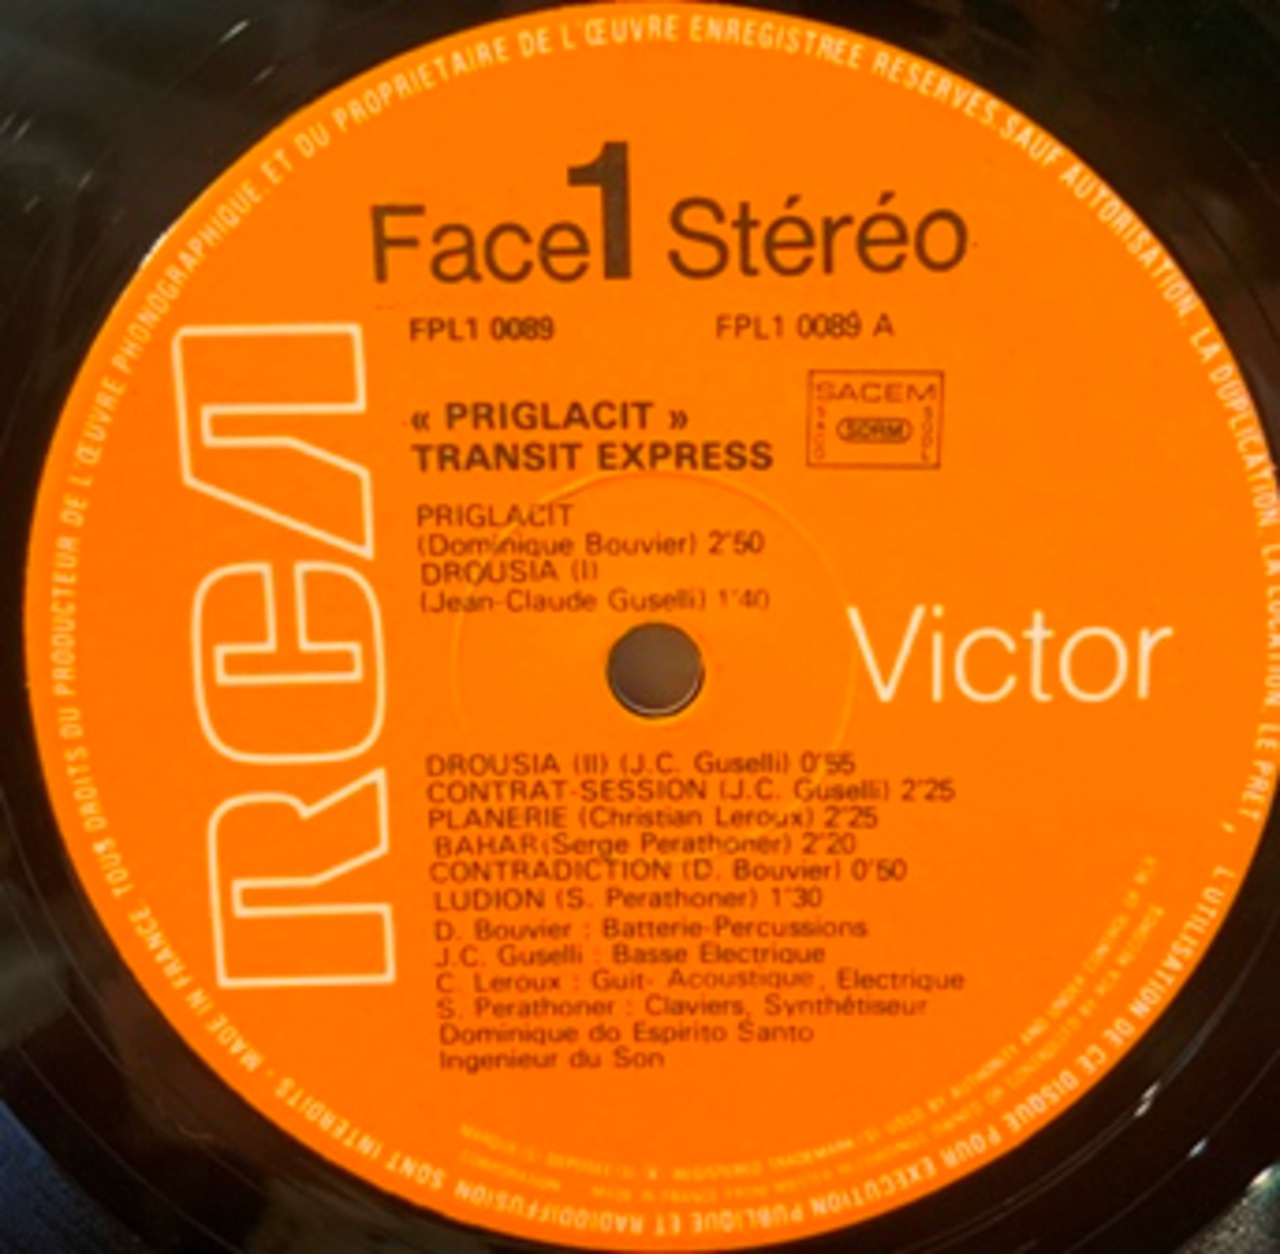 Face 1 Stéréo
FPL1 0089 FPL1 0089 A
« PRIGLACIT »
TRANSIT EXPRESS
SACEM
SDRM
PRIGLACIT
(Dominique Bouvier) 2'50
DROUSIA (I)
(Jean-Claude Guselli) 1'40
RCA
Victor
DROUSIA (II) (J.C. Guselli) 0'55
CONTRAT-SESSION (J.C. Guselli) 2'25
PLANERIE (Christian Leroux) 2'25
BAHAR (Serge Perathoner) 2'20
CONTRADICTION (D. Bouvier) 0'50
LUDION (S. Perathoner) 1'30
D. Bouvier : Batterie-Percussions
J.C. Guselli : Basse Electrique
C. Leroux : Guit- Acoustique, Electrique
S. Perathoner : Claviers, Synthêtiseur
Dominique do Espirito Santo
Ingenieur du Son
MADE IN FRANCE. TOUS DROITS DU PRODUCTEUR DE L'ŒUVRE PHONOGRAPHIQUE ET DU PROPRIETAIRE DE L'ŒUVRE ENREGISTREE RESERVES. SAUF AUTORISATION. LA DUPLICATION. LA LOCATION. LE PRET, L'UTILISATION DE CE DISQUE POUR EXECUTION PUBLIQUE ET RADIODIFFUSION SONT INTERDITS -